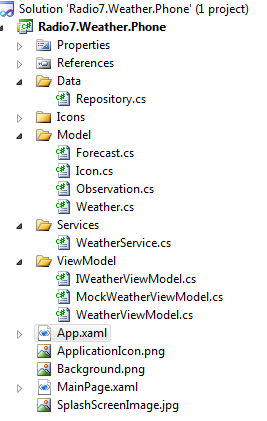 Solution 'Radio7.Weather.Phone' (1 project)
Radio7.Weather.Phone
Properties
References
Data
Repository.cs
Icons
Model
Forecast.cs
Icon.cs
Observation.cs
Weather.cs
Services
WeatherService.cs
ViewModel
IWeatherViewModel.cs
MockWeatherViewModel.cs
WeatherViewModel.cs
App.xaml
ApplicationIcon.png
Background.png
MainPage.xaml
SplashScreenImage.jpg